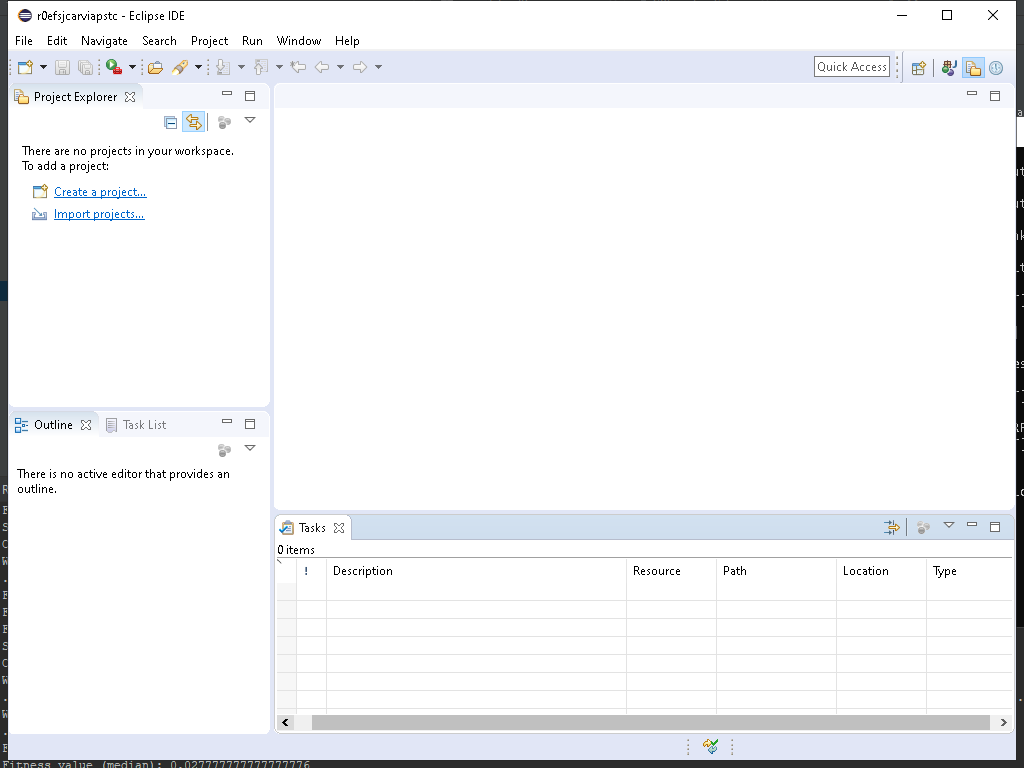 r0efsjcarviapstc - Eclipse IDE
File Edit Navigate Search Project Run Window Help
Quick Access
Project Explorer
There are no projects in your workspace.
To add a project:
Create a project...
Import projects...
Outline Task List
There is no active editor that provides an
outline.
Tasks
0 items
! Description Resource Path Location Type
Fitness value (median): 0.027777777777777776